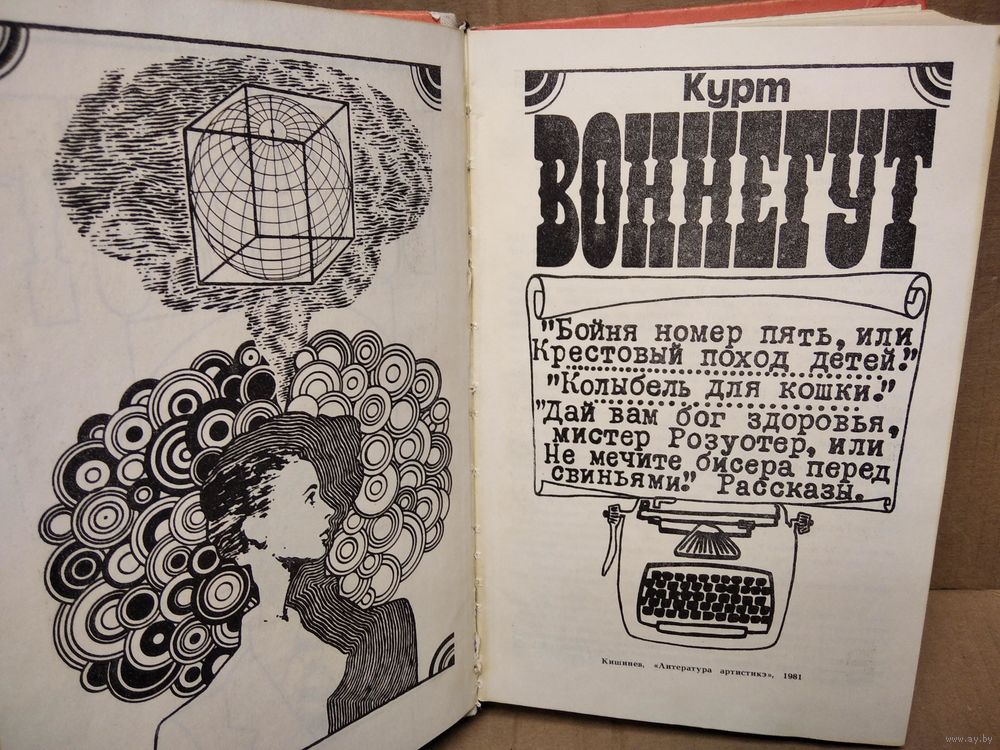 Курт
ВОННЕГУТ
"Бойня номер пять, или
Крестовый поход детей."
"Колыбель для кошки."
"Дай вам бог здоровья,
мистер Розуотер, или
Не мечите бисера перед
свиньями." Рассказы.
Кишинев, «Литература артистикэ», 1981
www.ay.by